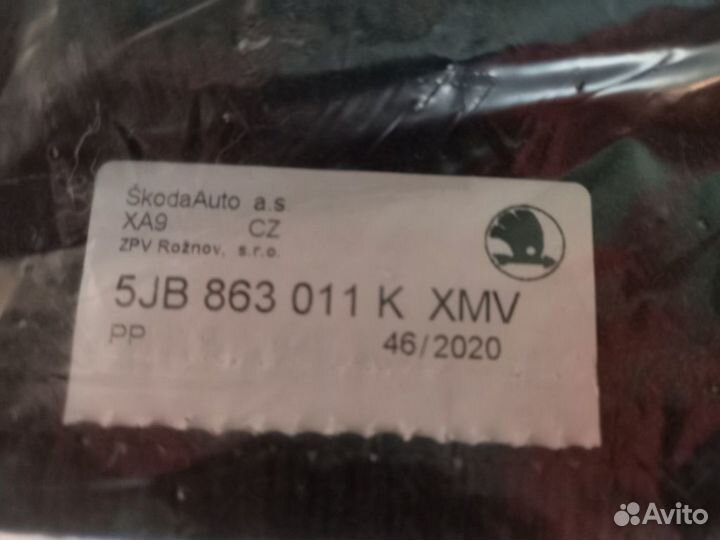 ŠkodaAuto a.s.
XA9 CZ
ZPV Rožnov, s.r.o.
5JB 863 011 K XMV
PP 46/2020
Avito